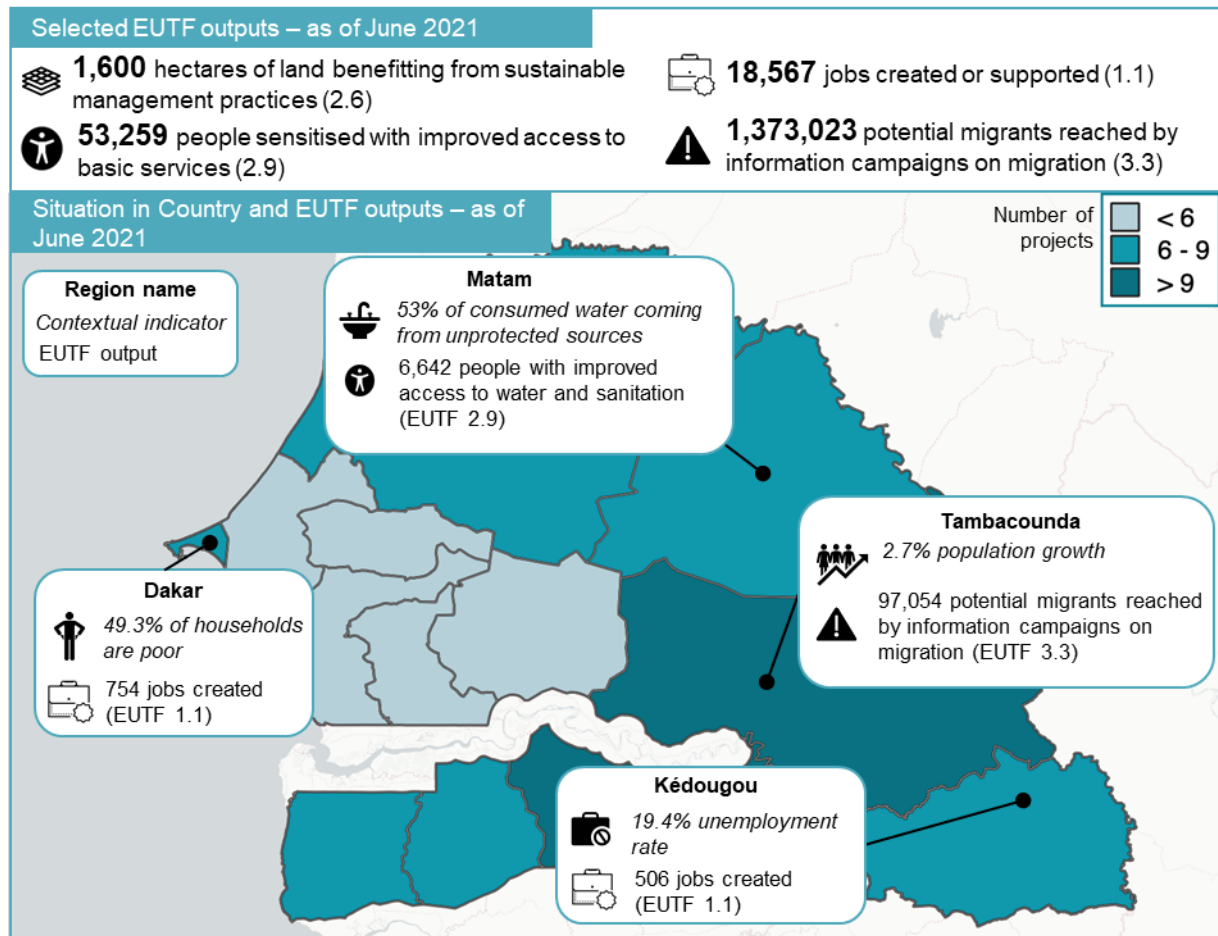 Selected EUTF outputs – as of June 2021
1,600 hectares of land benefitting from sustainable
management practices (2.6)
53,259 people sensitised with improved access to
basic services (2.9)
18,567 jobs created or supported (1.1)
1,373,023 potential migrants reached by
information campaigns on migration (3.3)
Situation in Country and EUTF outputs – as of
June 2021
Number of
projects
< 6
6 - 9
> 9
Region name
Contextual indicator
EUTF output
Matam
53% of consumed water coming
from unprotected sources
6,642 people with improved
access to water and sanitation
(EUTF 2.9)
Tambacounda
2.7% population growth
97,054 potential migrants reached
by information campaigns on
migration (EUTF 3.3)
Dakar
49.3% of households
are poor
754 jobs created
(EUTF 1.1)
Kédougou
19.4% unemployment
rate
506 jobs created
(EUTF 1.1)